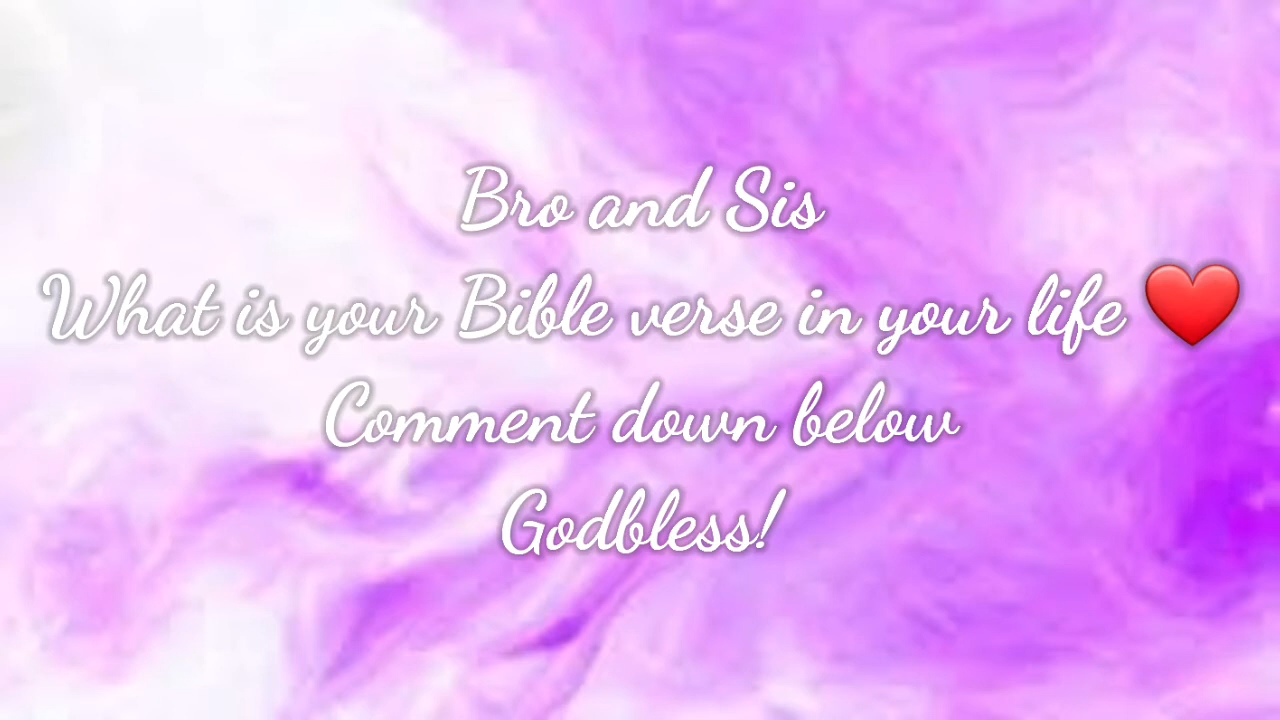 Bro and Sis
What is your Bible verse in your life ❤️
Comment down below
Godbless!